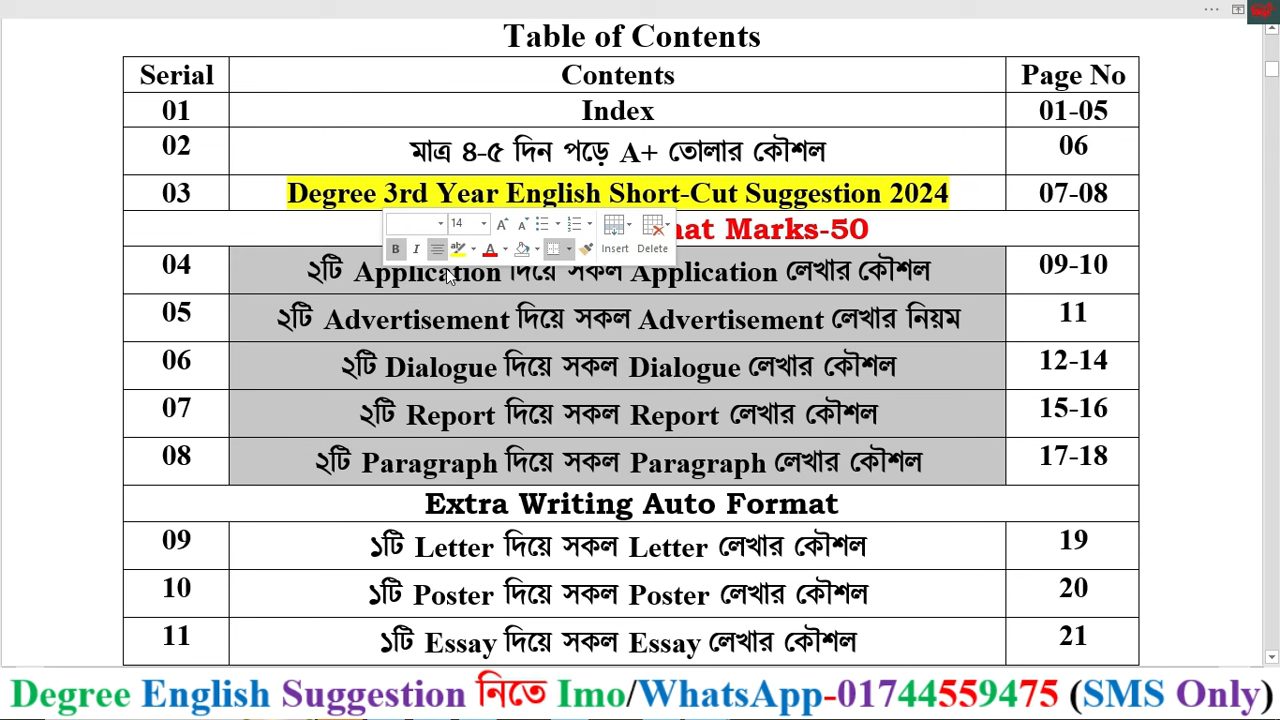 Table of Contents
Serial Contents Page No
01 Index 01-05
02 মাত্র ৪-৫ দিন পড়ে A+ তোলার কৌশল 06
03 Degree 3rd Year English Short-Cut Suggestion 2024 07-08
14
mat Marks-50
B I Insert Delete
04 ২টি Application দিয়ে সকল Application লেখার কৌশল 09-10
05 ২টি Advertisement দিয়ে সকল Advertisement লেখার নিয়ম 11
06 ২টি Dialogue দিয়ে সকল Dialogue লেখার কৌশল 12-14
07 ২টি Report দিয়ে সকল Report লেখার কৌশল 15-16
08 ২টি Paragraph দিয়ে সকল Paragraph লেখার কৌশল 17-18
Extra Writing Auto Format
09 ১টি Letter দিয়ে সকল Letter লেখার কৌশল 19
10 ১টি Poster দিয়ে সকল Poster লেখার কৌশল 20
11 ১টি Essay দিয়ে সকল Essay লেখার কৌশল 21
Degree English Suggestion নিতে Imo/WhatsApp-01744559475 (SMS Only)